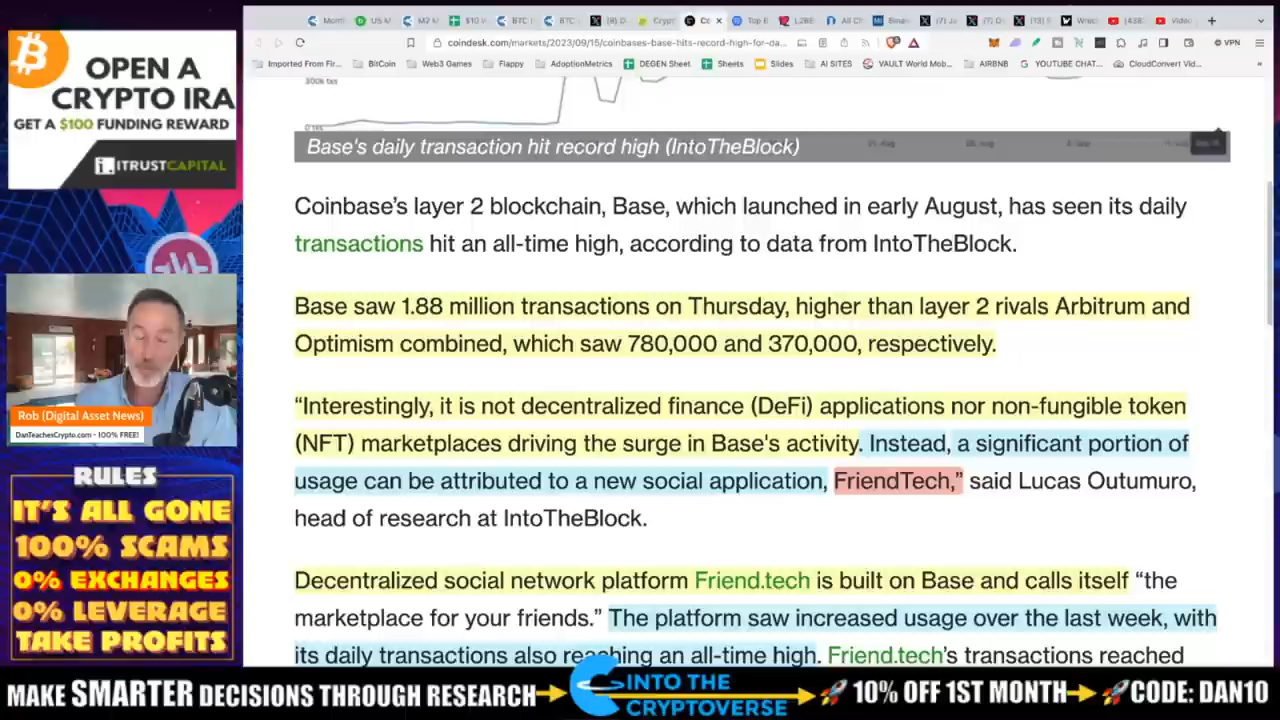 OPEN A
CRYPTO IRA
GET A $100 FUNDING REWARD
ITRUSTCAPITAL
Rob (Digital Asset News)
DanTeachesCrypto.com - 100% FREE!
RULES
IT'S ALL GONE
100% SCAMS
0% EXCHANGES
0% LEVERAGE
TAKE PROFITS
coindesk.com/markets/2023/09/15/coinbases-base-hits-record-high-for-da...
VPN
Imported From Fir...
BitCoin
Web3 Games
Flappy
AdoptionMetrics
DEGEN Sheet
Sheets
Slides
AI SITES
VAULT World Mob...
AIRBNB
YOUTUBE CHAT...
CloudConvert Vid...
Base's daily transaction hit record high (IntoTheBlock)
Coinbase's layer 2 blockchain, Base, which launched in early August, has seen its daily
transactions hit an all-time high, according to data from IntoTheBlock.
Base saw 1.88 million transactions on Thursday, higher than layer 2 rivals Arbitrum and
Optimism combined, which saw 780,000 and 370,000, respectively.
“Interestingly, it is not decentralized finance (DeFi) applications nor non-fungible token
(NFT) marketplaces driving the surge in Base's activity. Instead, a significant portion of
usage can be attributed to a new social application, FriendTech,” said Lucas Outumuro,
head of research at IntoTheBlock.
Decentralized social network platform Friend.tech is built on Base and calls itself “the
marketplace for your friends.” The platform saw increased usage over the last week, with
its daily transactions also reaching an all-time high. Friend.tech's transactions reached
MAKE SMARTER DECISIONS THROUGH RESEARCH
INTO THE
CRYPTOVERSE
10% OFF 1ST MONTH
CODE: DAN10